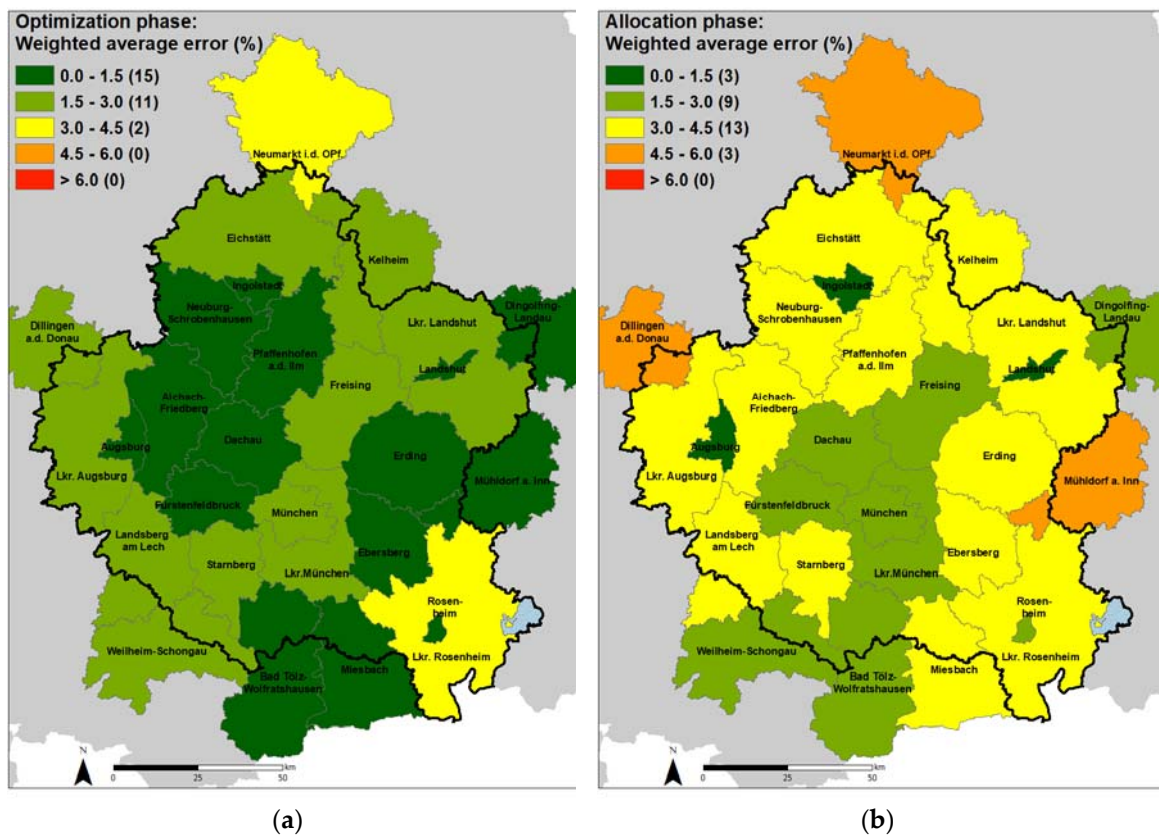 Optimization phase:
Weighted average error (%)
0.0 - 1.5 (15)
1.5 - 3.0 (11)
3.0 - 4.5 (2)
4.5 - 6.0 (0)
> 6.0 (0)
Neumarkt i.d. OPf.
Eichstätt
Kelheim
Ingolstadt
Neuburg-
Schrobenhausen
Dingolfing-
Landau
Dillingen
a.d. Donau
Lkr. Landshut
Pfaffenhofen
a.d. Ilm
Landshut
Freising
Aichach-
Friedberg
Augsburg
Dachau
Erding
Lkr. Augsburg
Mühldorf a. Inn
Fürstenfeldbruck
München
Landsberg
am Lech
Ebersberg
Starnberg
Lkr.München
Rosen-
heim
Weilheim-Schongau
Lkr. Rosenheim
Miesbach
Bad Tölz-
Wolfratshausen
N
km
0 25 50
(a)
Allocation phase:
Weighted average error (%)
0.0 - 1.5 (3)
1.5 - 3.0 (9)
3.0 - 4.5 (13)
4.5 - 6.0 (3)
> 6.0 (0)
Neumarkt i.d. OPf.
Eichstätt
Kelheim
Ingolstadt
Neuburg-
Schrobenhausen
Dingolfing-
Landau
Dillingen
a.d. Donau
Lkr. Landshut
Pfaffenhofen
a.d. Ilm
Landshut
Freising
Aichach-
Friedberg
Augsburg
Dachau
Erding
Lkr. Augsburg
Mühldorf a. Inn
Fürstenfeldbruck
München
Landsberg
am Lech
Ebersberg
Starnberg
Lkr.München
Rosen-
heim
Weilheim-Schongau
Lkr. Rosenheim
Miesbach
Bad Tölz-
Wolfratshausen
N
km
0 25 50
(b)